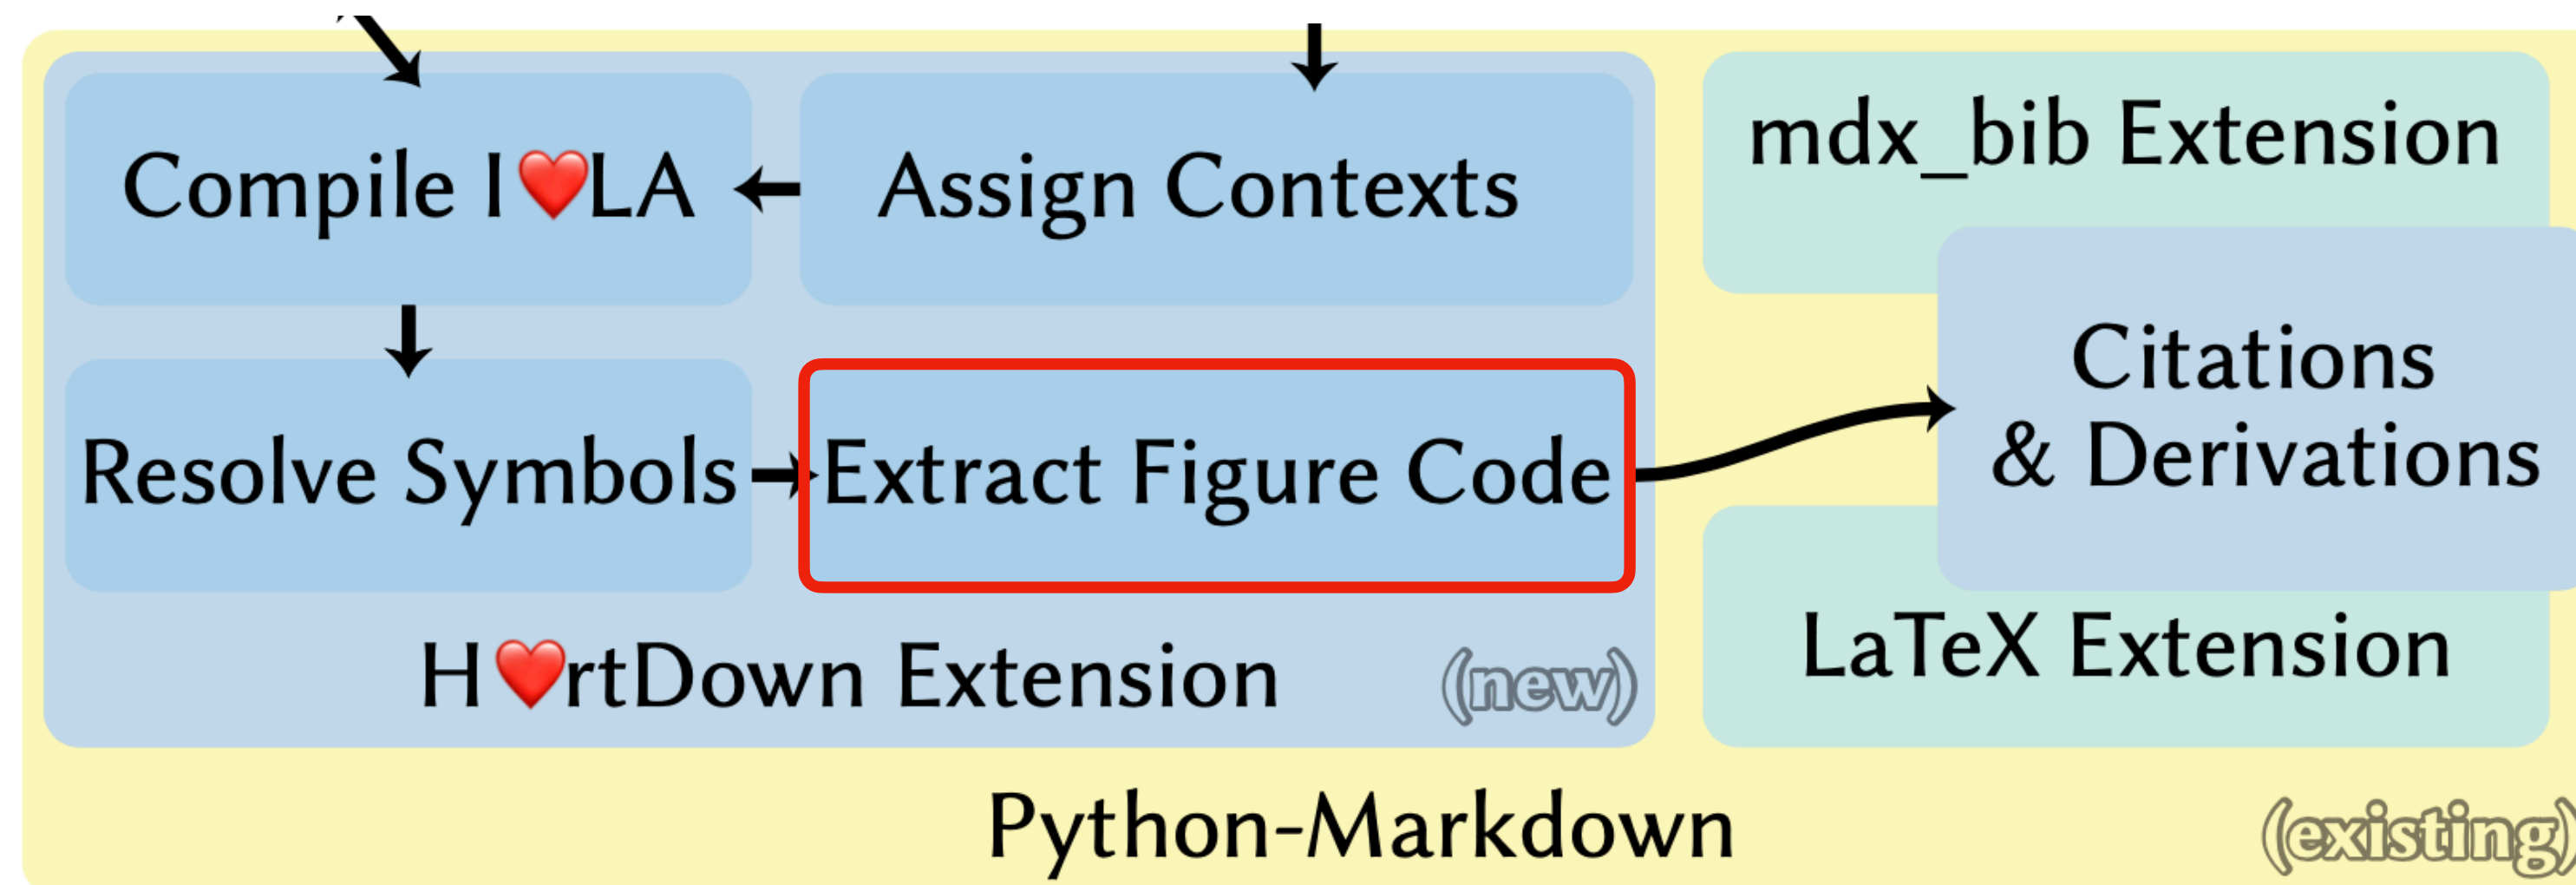 Compile I❤️LA
Assign Contexts
mdx_bib Extension
Citations
& Derivations
Resolve Symbols
Extract Figure Code
H❤️rtDown Extension
(new)
LaTeX Extension
Python-Markdown
(existing)